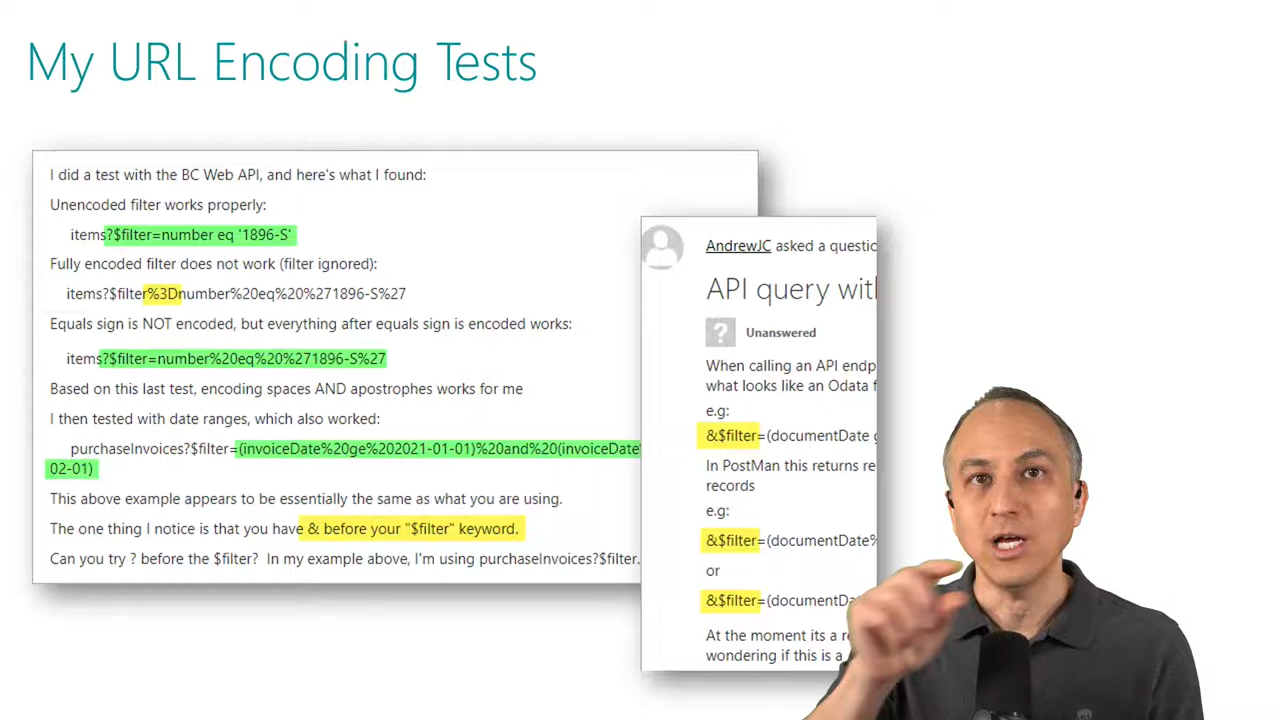 My URL Encoding Tests
I did a test with the BC Web API, and here's what I found:
Unencoded filter works properly:
items?$filter=number eq '1896-S'
Fully encoded filter does not work (filter ignored):
items?$filter%3Dnumber%20eq%20%271896-S%27
Equals sign is NOT encoded, but everything after equals sign is encoded works:
items?$filter=number%20eq%20%271896-S%27
Based on this last test, encoding spaces AND apostrophes works for me
I then tested with date ranges, which also worked:
purchaseInvoices?$filter=(invoiceDate%20ge%202021-01-01)%20and%20(invoiceDate
02-01)
This above example appears to be essentially the same as what you are using.
The one thing I notice is that you have & before your "$filter" keyword.
Can you try ? before the $filter? In my example above, I'm using purchaseInvoices?$filter.
AndrewJC asked a questio
API query with
?
Unanswered
When calling an API endp
what looks like an Odata f
e.g:
&$filter=(documentDate g
In PostMan this returns re
records
e.g:
&$filter=(documentDate%
or
&$filter=(documentDa
At the moment its a re
wondering if this is a